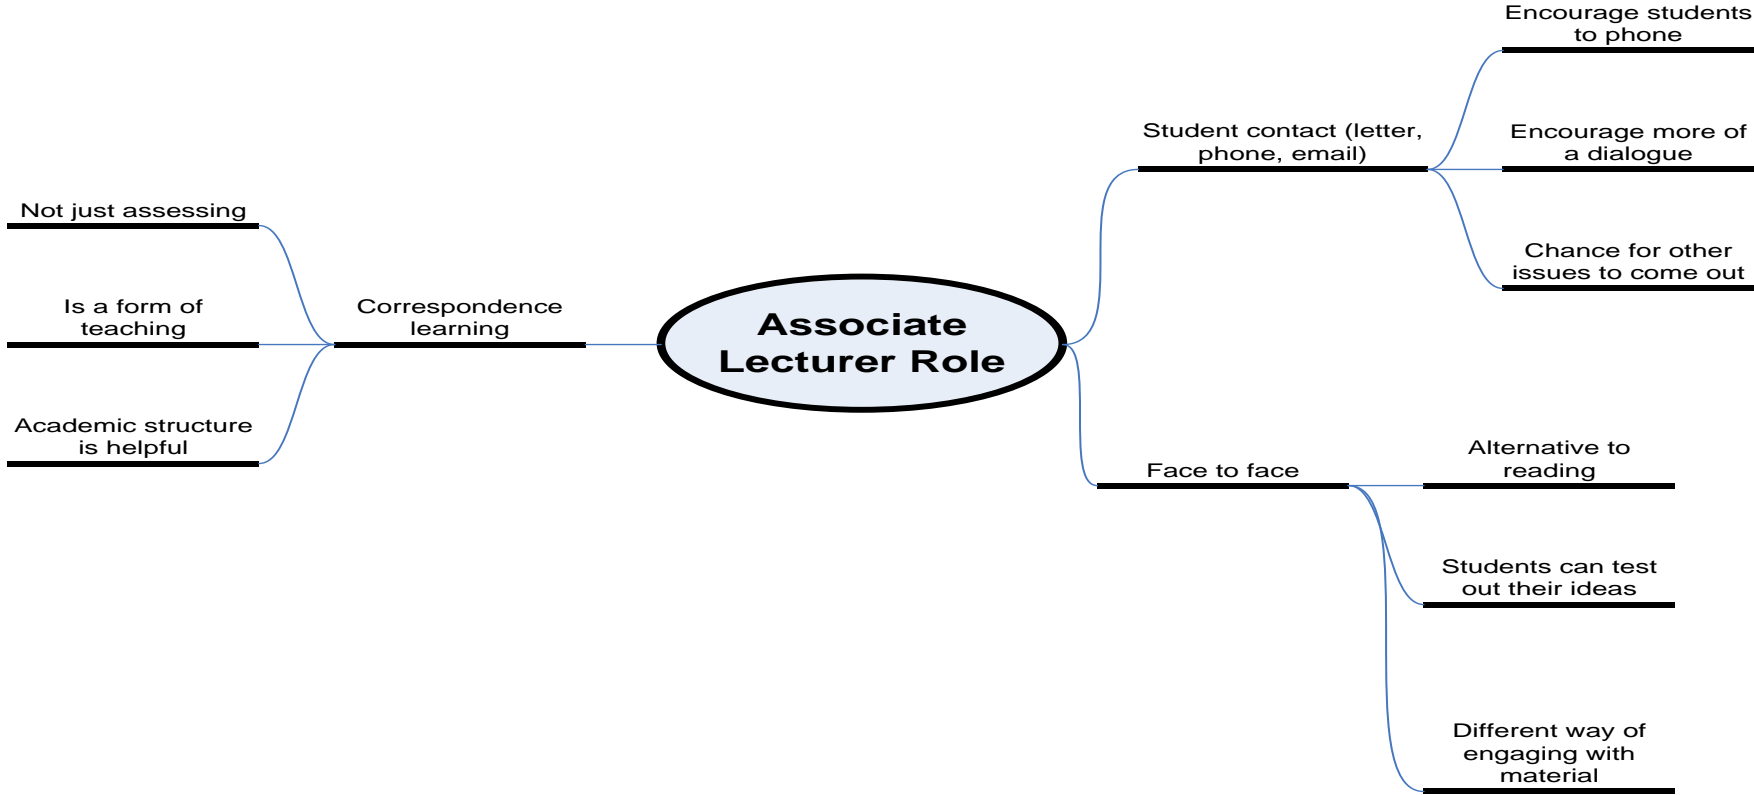 Associate
Lecturer Role
Correspondence
learning
Not just assessing
Is a form of
teaching
Academic structure
is helpful
Student contact (letter,
phone, email)
Encourage students
to phone
Encourage more of
a dialogue
Chance for other
issues to come out
Face to face
Alternative to
reading
Students can test
out their ideas
Different way of
engaging with
material